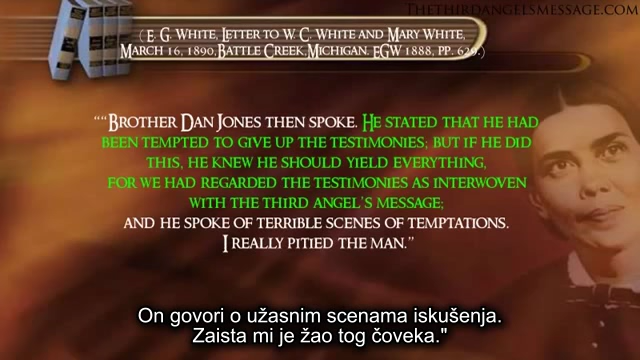 THETHIRDANGELSMESSAGE.COM
( E. G. WHITE, LETTER TO W. C. WHITE AND MARY WHITE,
MARCH 16, 1890,BATTLE CREEK,MICHIGAN. EGW 1888, PP. 629.)
““BROTHER DAN JONES THEN SPOKE. HE STATED THAT HE HAD
BEEN TEMPTED TO GIVE UP THE TESTIMONIES; BUT IF HE DID
THIS, HE KNEW HE SHOULD YIELD EVERYTHING,
FOR WE HAD REGARDED THE TESTIMONIES AS INTERWOVEN
WITH THE THIRD ANGEL'S MESSAGE;
AND HE SPOKE OF TERRIBLE SCENES OF TEMPTATIONS.
I REALLY PITIED THE MAN.”
On govori o užasnim scenama iskušenja.
Zaista mi je žao tog čoveka."